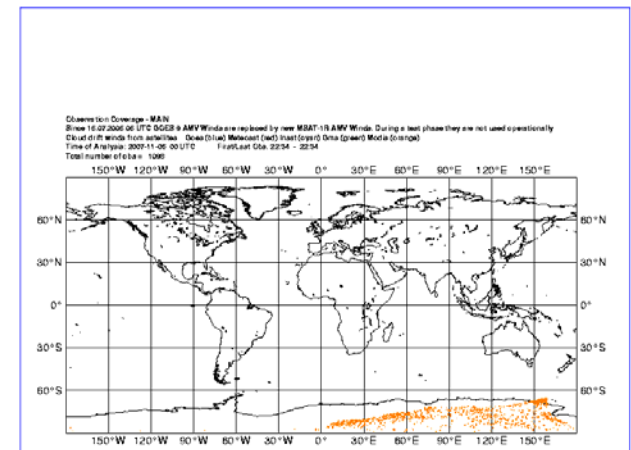 Observation Coverage - MAIN
Since 16.07.2005 06 UTC GOES 9 AMV Winds are replaced by new MSAT-1R AMV Winds. During a test phase they are not used operationally
Cloud drift winds from satellites Goes (blue) Meteosat (red) Insat (cyan) Gms (green) Modis (orange)
Time of Analysis: 2007-11-05 00 UTC First/Last Obs. 22:34 - 22:54
Total number of obs = 1098
150°W 120°W 90°W 60°W 30°W 0° 30°E 60°E 90°E 120°E 150°E
60°N 60°N
30°N 30°N
0° 0°
30°S 30°S
60°S 60°S
150°W 120°W 90°W 60°W 30°W 0° 30°E 60°E 90°E 120°E 150°E